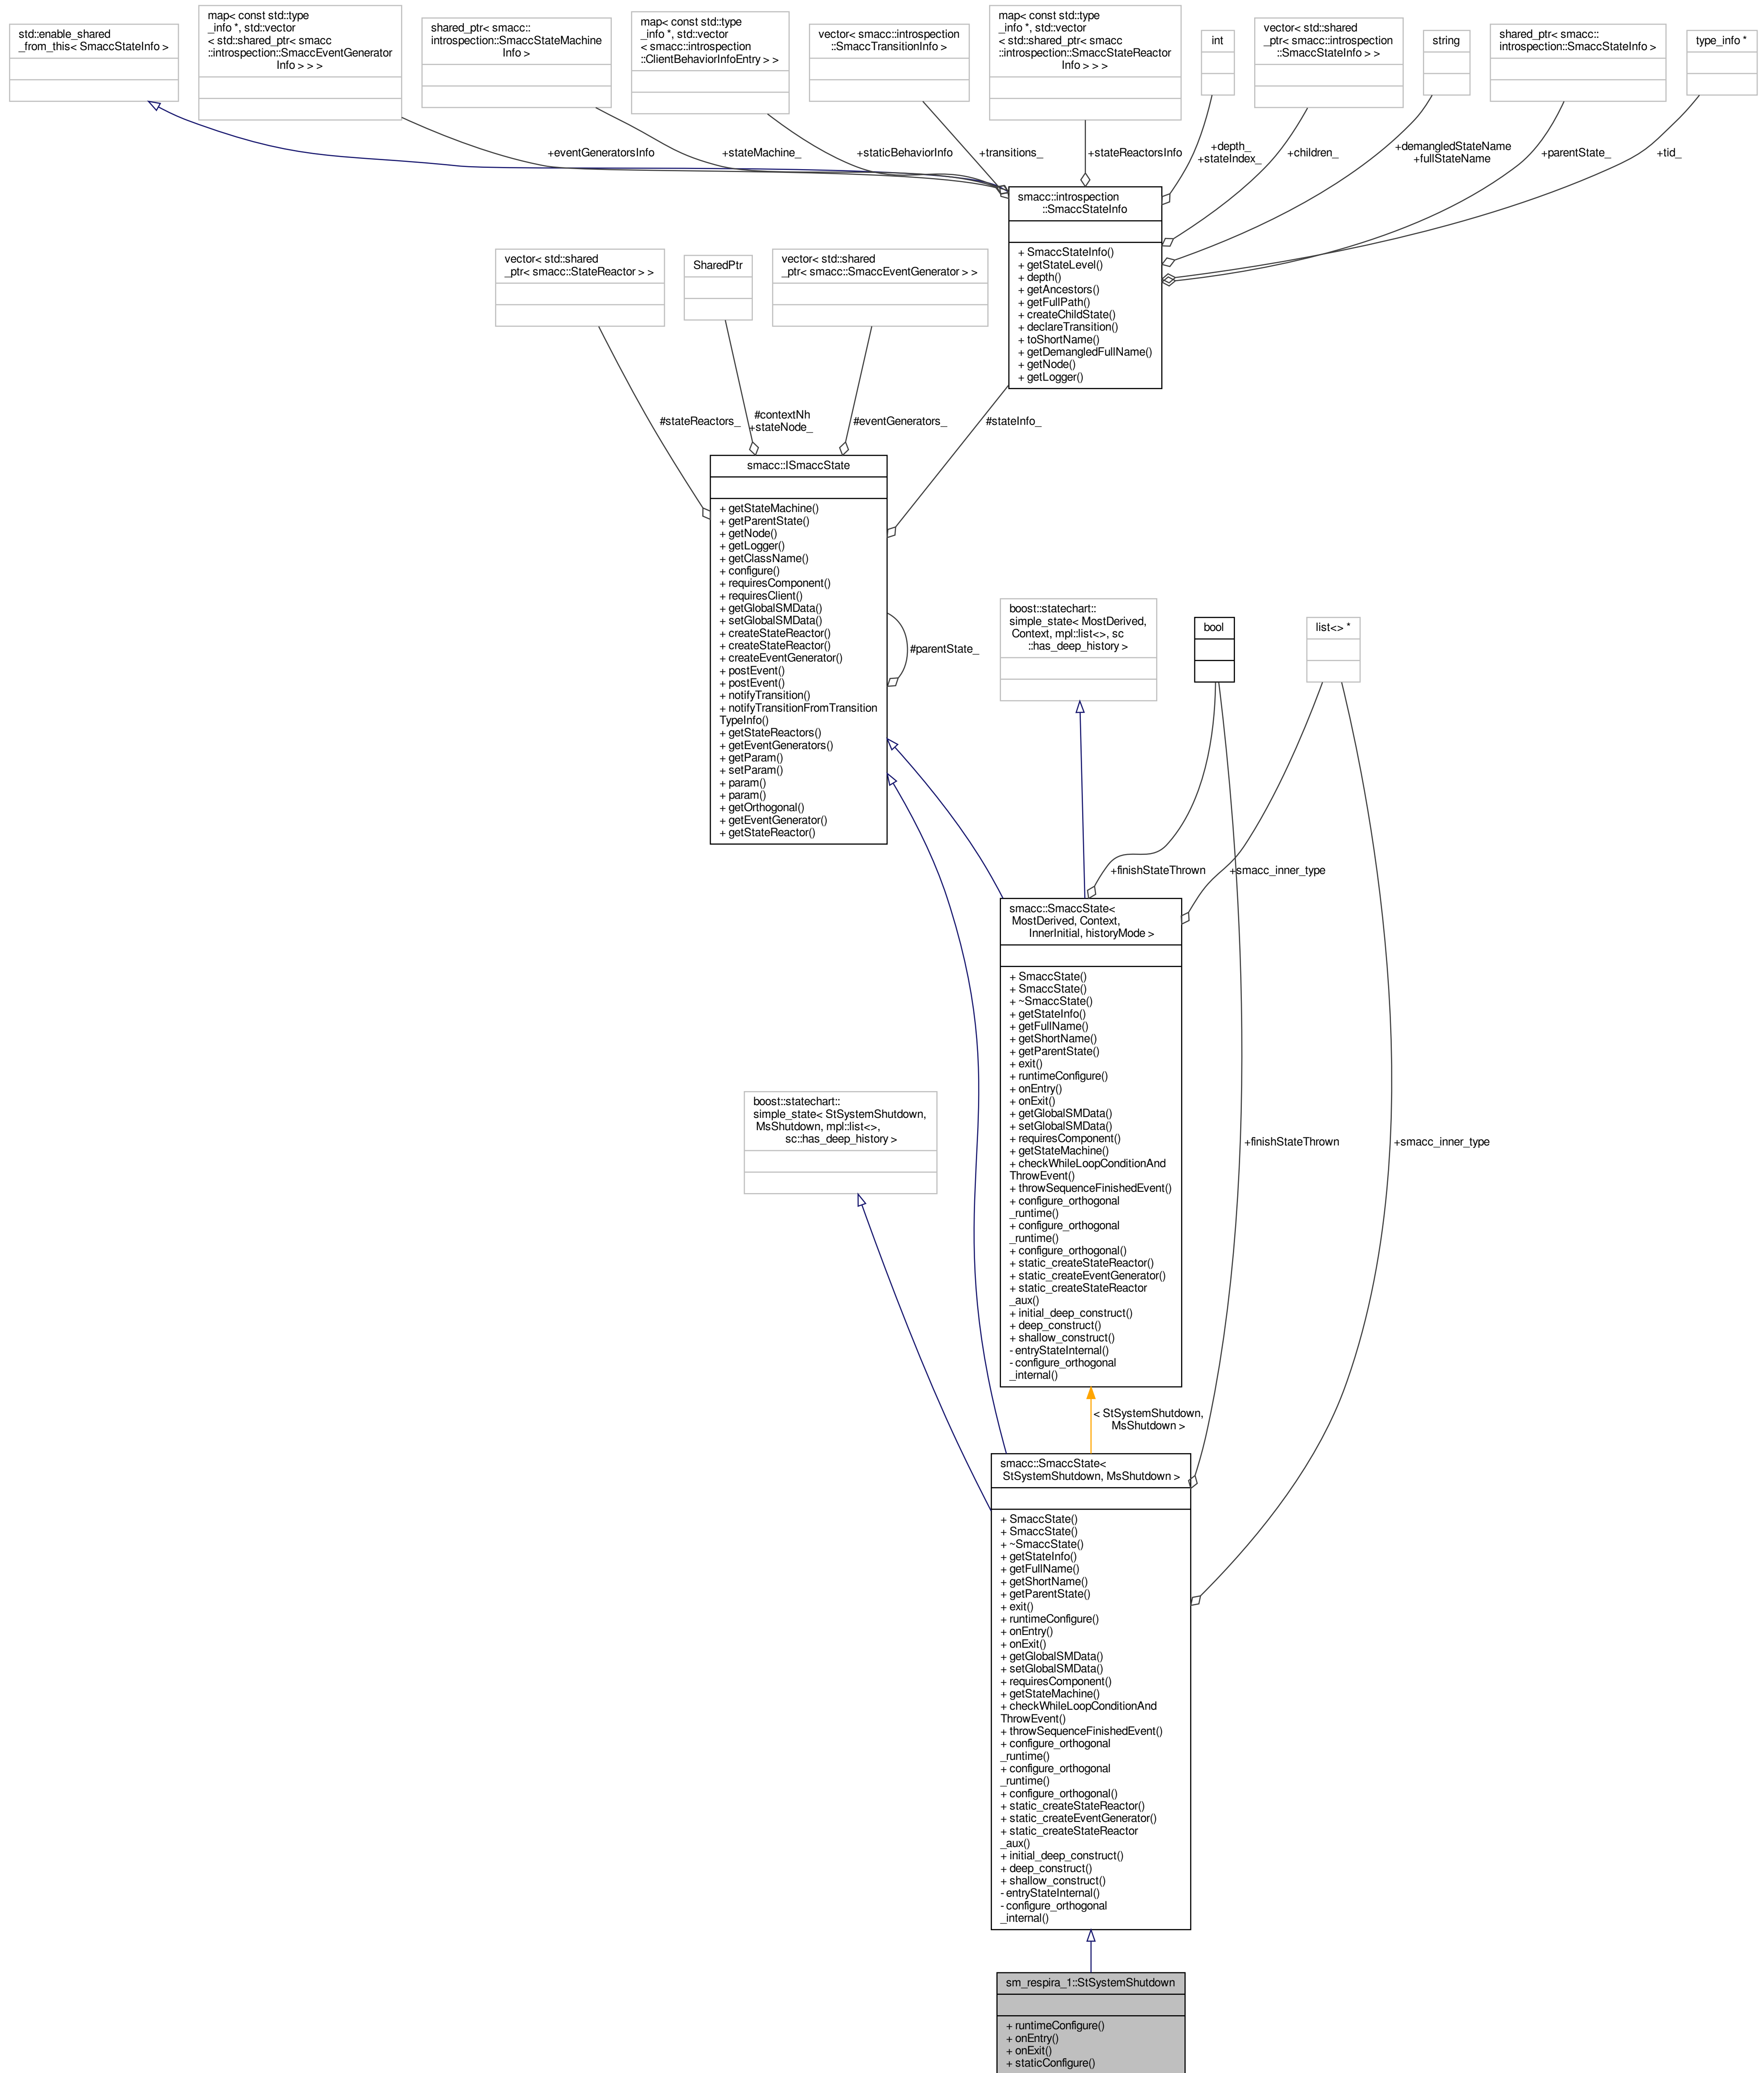 std::enable_shared
_from_this< SmaccStateInfo >
map< const std::type
_info *, std::vector
< std::shared_ptr< smacc
::introspection::SmaccEventGenerator
Info > > >
shared_ptr< smacc::
introspection::SmaccStateMachine
Info >
map< const std::type
_info *, std::vector
< smacc::introspection
::ClientBehaviorInfoEntry > >
vector< smacc::introspection
::SmaccTransitionInfo >
map< const std::type
_info *, std::vector
< std::shared_ptr< smacc
::introspection::SmaccStateReactor
Info > > >
int
vector< std::shared
_ptr< smacc::introspection
::SmaccStateInfo > >
string
shared_ptr< smacc::
introspection::SmaccStateInfo >
type_info *
+eventGeneratorsInfo
+stateMachine_
+staticBehaviorInfo
+transitions_
+stateReactorsInfo
+depth_
+stateIndex_
+children_
+demangledStateName
+fullStateName
+parentState_
+tid_
smacc::introspection
::SmaccStateInfo
+ SmaccStateInfo()
+ getStateLevel()
+ depth()
+ getAncestors()
+ getFullPath()
+ createChildState()
+ declareTransition()
+ toShortName()
+ getDemangledFullName()
+ getNode()
+ getLogger()
vector< std::shared
_ptr< smacc::StateReactor > >
SharedPtr
vector< std::shared
_ptr< smacc::SmaccEventGenerator > >
#stateReactors_
#contextNh
+stateNode_
#eventGenerators_
#stateInfo_
smacc::ISmaccState
+ getStateMachine()
+ getParentState()
+ getNode()
+ getLogger()
+ getClassName()
+ configure()
+ requiresComponent()
+ requiresClient()
+ getGlobalSMData()
+ setGlobalSMData()
+ createStateReactor()
+ createStateReactor()
+ createEventGenerator()
+ postEvent()
+ postEvent()
+ notifyTransition()
+ notifyTransitionFromTransition
TypeInfo()
+ getStateReactors()
+ getEventGenerators()
+ getParam()
+ setParam()
+ param()
+ param()
+ getOrthogonal()
+ getEventGenerator()
+ getStateReactor()
#parentState_
boost::statechart::
simple_state< MostDerived,
Context, mpl::list<>, sc
::has_deep_history >
bool
list<> *
+finishStateThrown
+smacc_inner_type
smacc::SmaccState<
MostDerived, Context,
InnerInitial, historyMode >
+ SmaccState()
+ SmaccState()
+ ~SmaccState()
+ getStateInfo()
+ getFullName()
+ getShortName()
+ getParentState()
+ exit()
+ runtimeConfigure()
+ onEntry()
+ onExit()
+ getGlobalSMData()
+ setGlobalSMData()
+ requiresComponent()
+ getStateMachine()
+ checkWhileLoopConditionAnd
ThrowEvent()
+ throwSequenceFinishedEvent()
+ configure_orthogonal
_runtime()
+ configure_orthogonal
_runtime()
+ configure_orthogonal()
+ static_createStateReactor()
+ static_createEventGenerator()
+ static_createStateReactor
_aux()
+ initial_deep_construct()
+ deep_construct()
+ shallow_construct()
- entryStateInternal()
- configure_orthogonal
_internal()
boost::statechart::
simple_state< StSystemShutdown,
MsShutdown, mpl::list<>,
sc::has_deep_history >
+finishStateThrown
+smacc_inner_type
< StSystemShutdown,
MsShutdown >
smacc::SmaccState<
StSystemShutdown, MsShutdown >
+ SmaccState()
+ SmaccState()
+ ~SmaccState()
+ getStateInfo()
+ getFullName()
+ getShortName()
+ getParentState()
+ exit()
+ runtimeConfigure()
+ onEntry()
+ onExit()
+ getGlobalSMData()
+ setGlobalSMData()
+ requiresComponent()
+ getStateMachine()
+ checkWhileLoopConditionAnd
ThrowEvent()
+ throwSequenceFinishedEvent()
+ configure_orthogonal
_runtime()
+ configure_orthogonal
_runtime()
+ configure_orthogonal()
+ static_createStateReactor()
+ static_createEventGenerator()
+ static_createStateReactor
_aux()
+ initial_deep_construct()
+ deep_construct()
+ shallow_construct()
- entryStateInternal()
- configure_orthogonal
_internal()
sm_respira_1::StSystemShutdown
+ runtimeConfigure()
+ onEntry()
+ onExit()
+ staticConfigure()